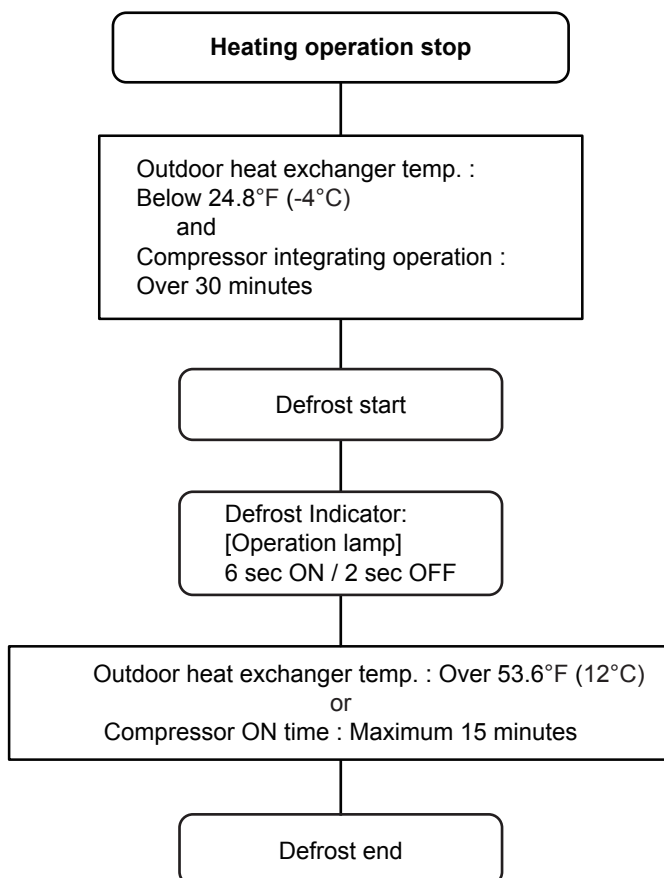 Heating operation stop
Outdoor heat exchanger temp. :
Below 24.8°F (-4°C)
and
Compressor integrating operation :
Over 30 minutes
Defrost start
Defrost Indicator:
[Operation lamp]
6 sec ON / 2 sec OFF
Outdoor heat exchanger temp. : Over 53.6°F (12°C)
or
Compressor ON time : Maximum 15 minutes
Defrost end